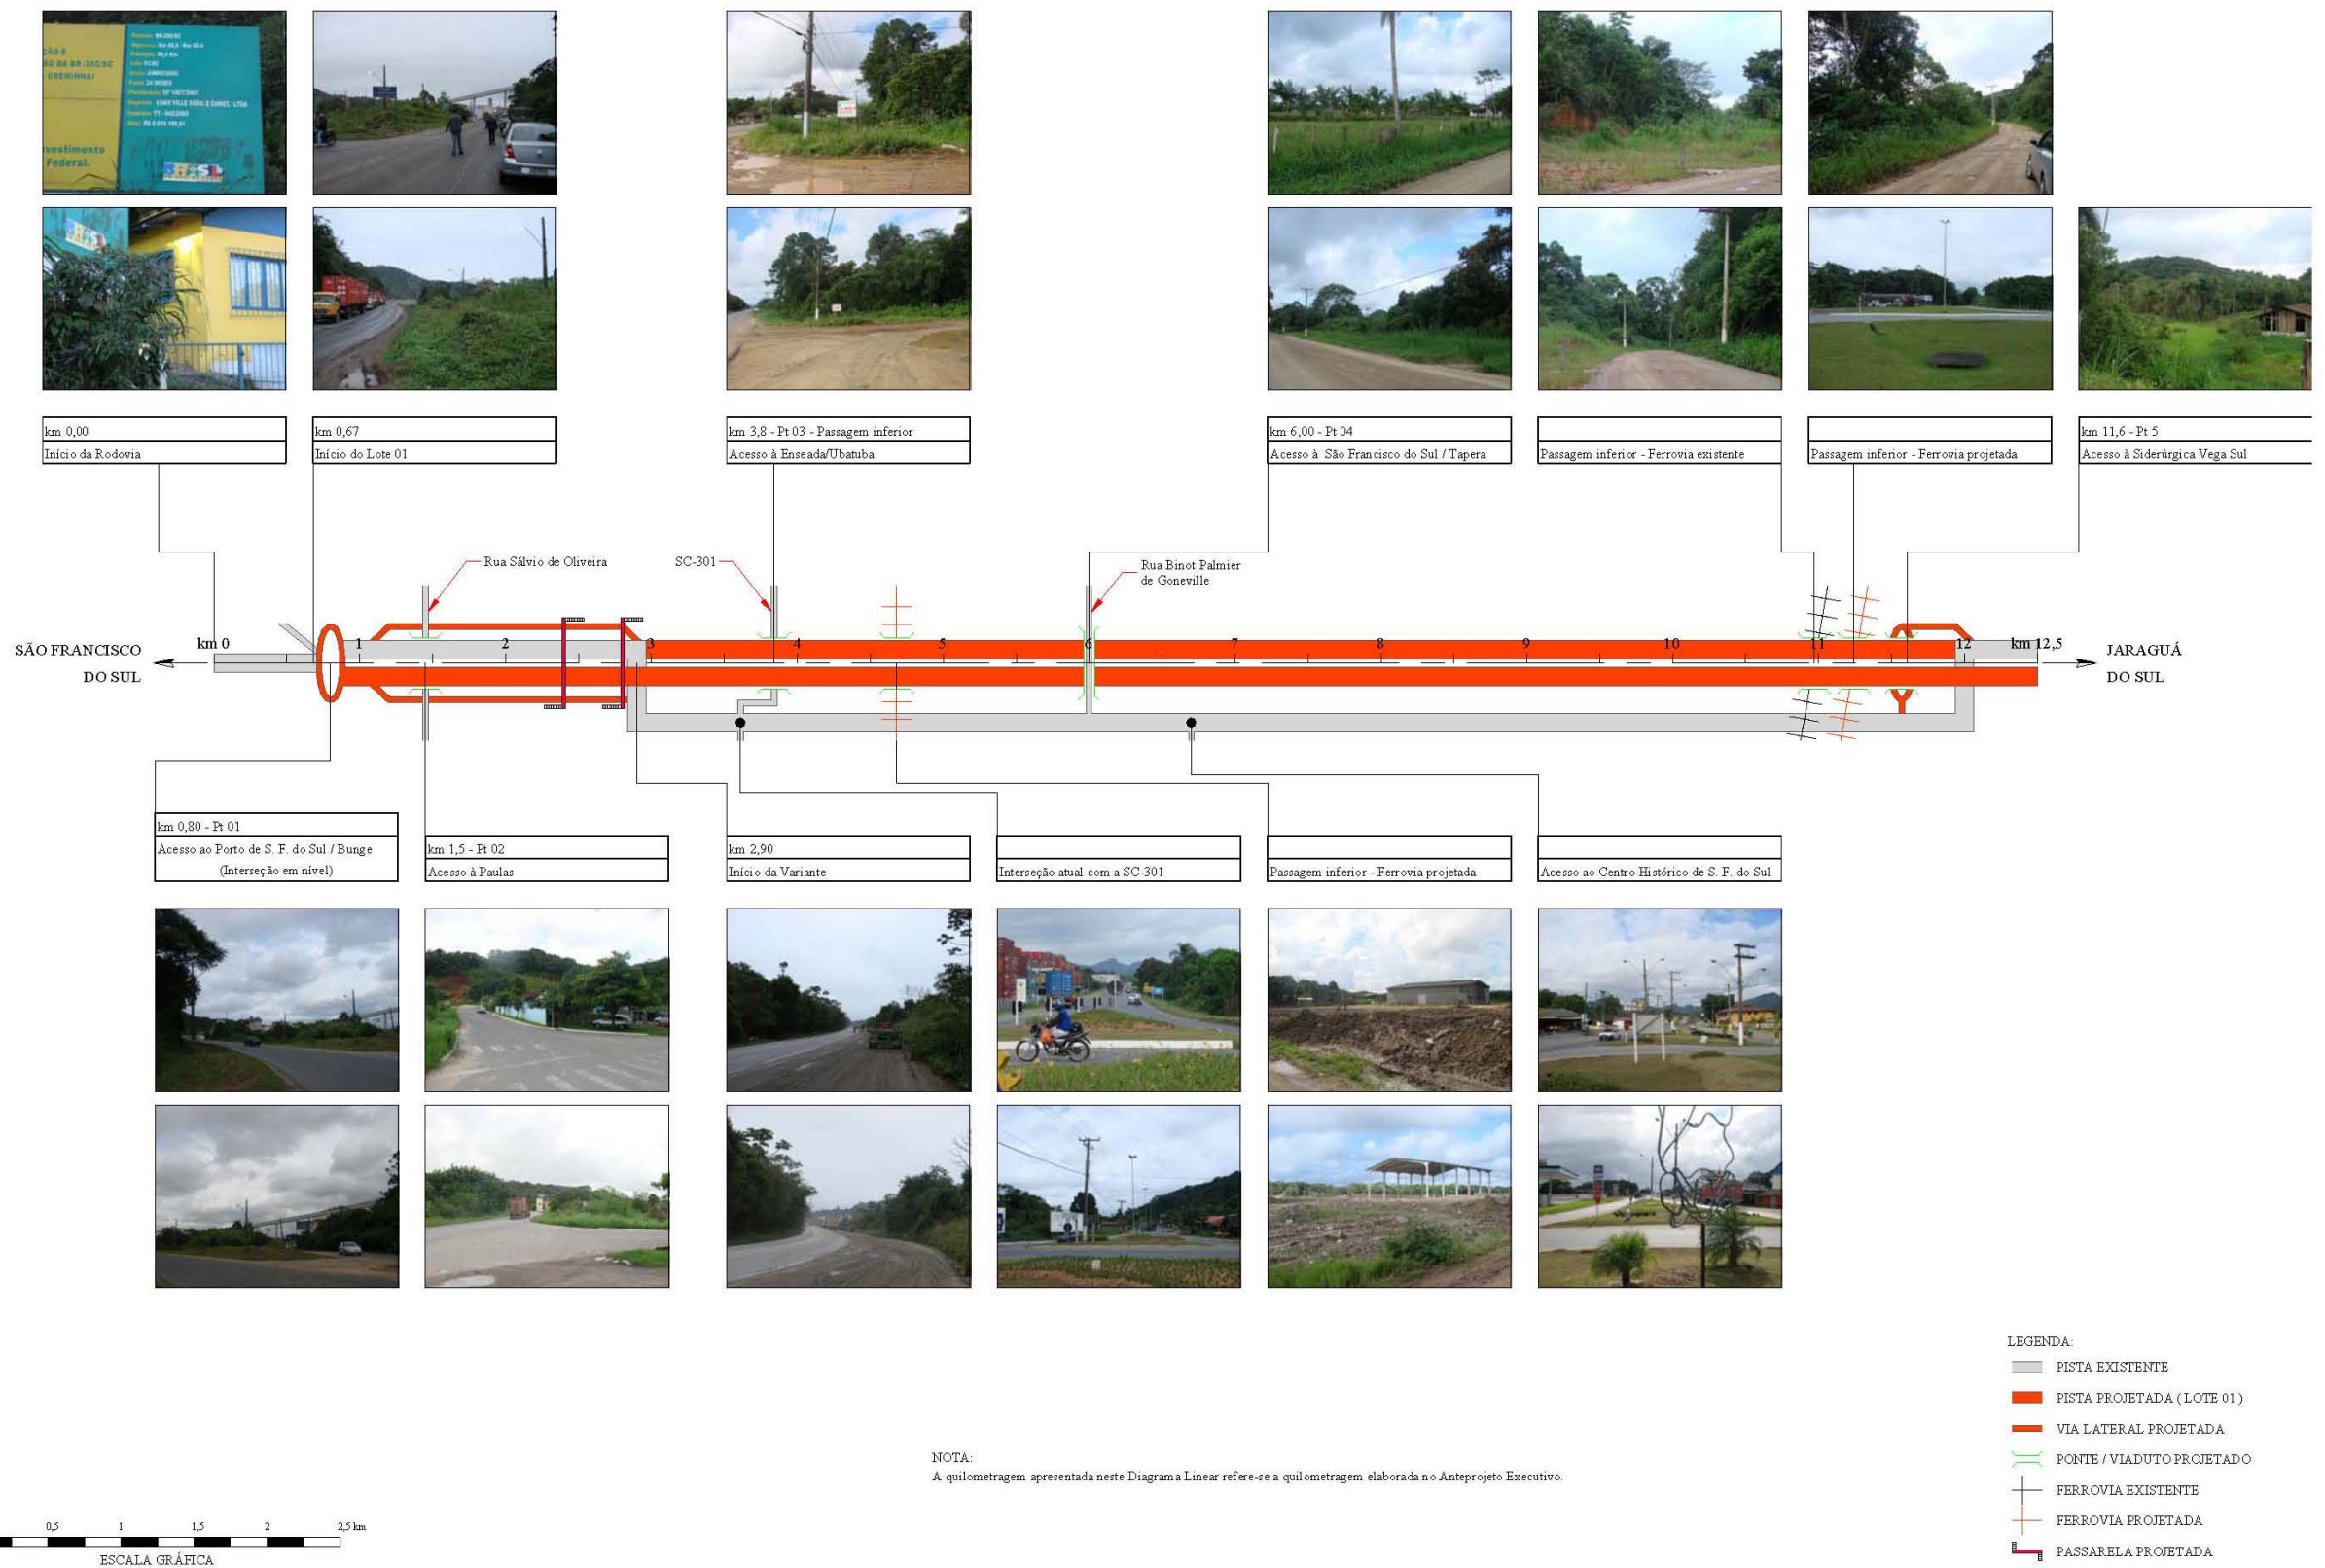 ÇÃO E
ÃO DA BR-280/SC
vestimento
Federal.
BRASIL
km 0,00
Início da Rodovia
km 0,67
Início do Lote 01
km 3,8 - Pt 03 - Passagem inferior
Acesso à Enseada/Ubatuba
km 6,00 - Pt 04
Acesso à São Francisco do Sul / Tapera
Passagem inferior - Ferrovia existente
Passagem inferior - Ferrovia projetada
km 11,6 - Pt 5
Acesso à Siderúrgica Vega Sul
Rua Sálvio de Oliveira
SC-301
Rua Binot Palmier
de Goneville
SÃO FRANCISCO
DO SUL
km 0
1
2
3
4
5
6
7
8
9
10
11
12
km 12,5
JARAGUÁ
DO SUL
km 0,80 - Pt 01
Acesso ao Porto de S. F. do Sul / Bunge
(Interseção em nível)
km 1,5 - Pt 02
Acesso à Paulas
km 2,90
Início da Variante
Interseção atual com a SC-301
Passagem inferior - Ferrovia projetada
Acesso ao Centro Histórico de S. F. do Sul
LEGENDA:
PISTA EXISTENTE
PISTA PROJETADA ( LOTE 01 )
VIA LATERAL PROJETADA
PONTE / VIADUTO PROJETADO
FERROVIA EXISTENTE
FERROVIA PROJETADA
PASSARELA PROJETADA
NOTA:
A quilometragem apresentada neste Diagrama Linear refere-se a quilometragem elaborada no Anteprojeto Executivo.
0,5 1 1,5 2 2,5 km
ESCALA GRÁFICA